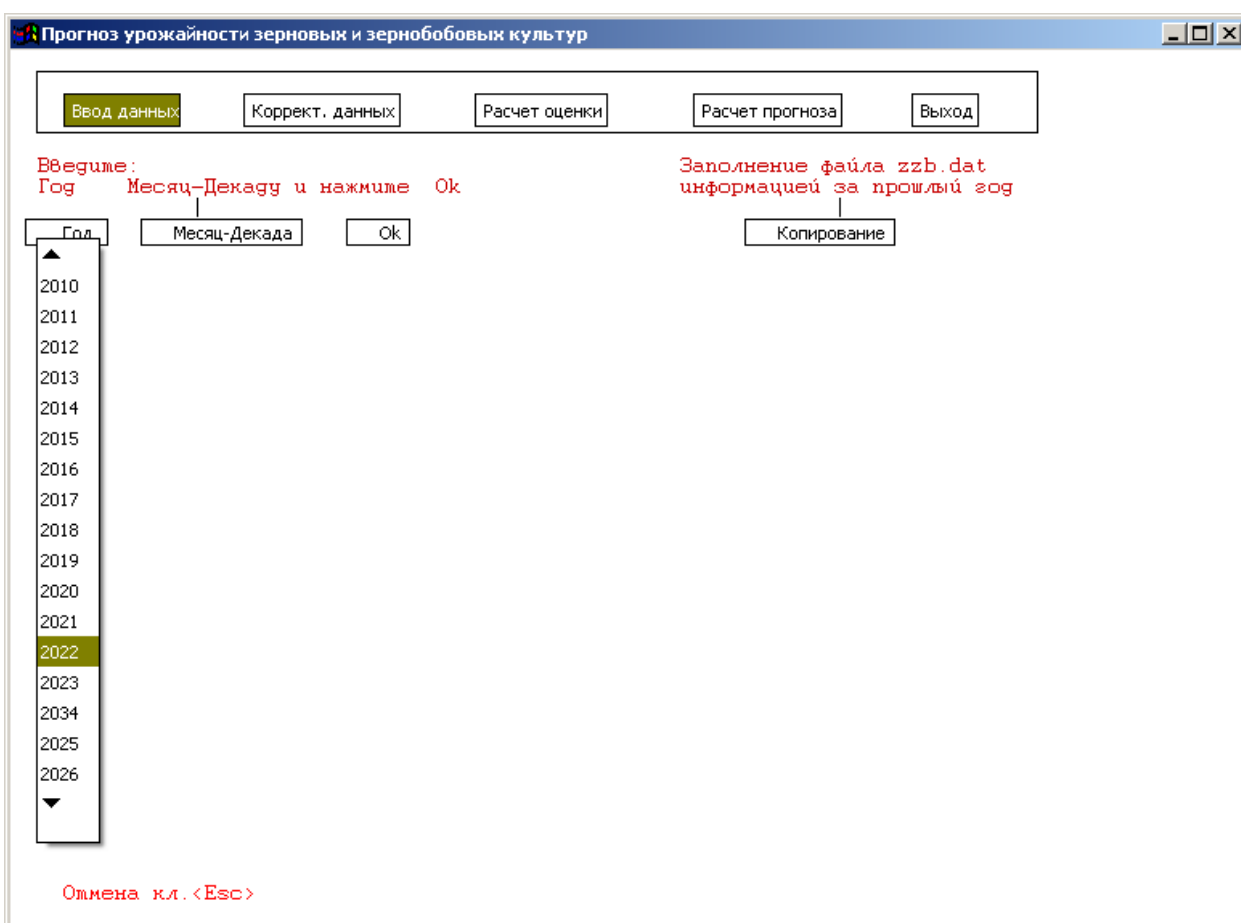 Прогноз урожайности зерновых и зернобобовых культур
Ввод данных Коррект. данных Расчет оценки Расчет прогноза Выход
Введите:
Год Месяц-Декаду и нажмите Ok
Заполнение файла zzb.dat
информацией за прошлый год
Год Месяц-Декада Ok Копирование
2010
2011
2012
2013
2014
2015
2016
2017
2018
2019
2020
2021
2022
2023
2034
2025
2026
Отмена кл.<Esc>